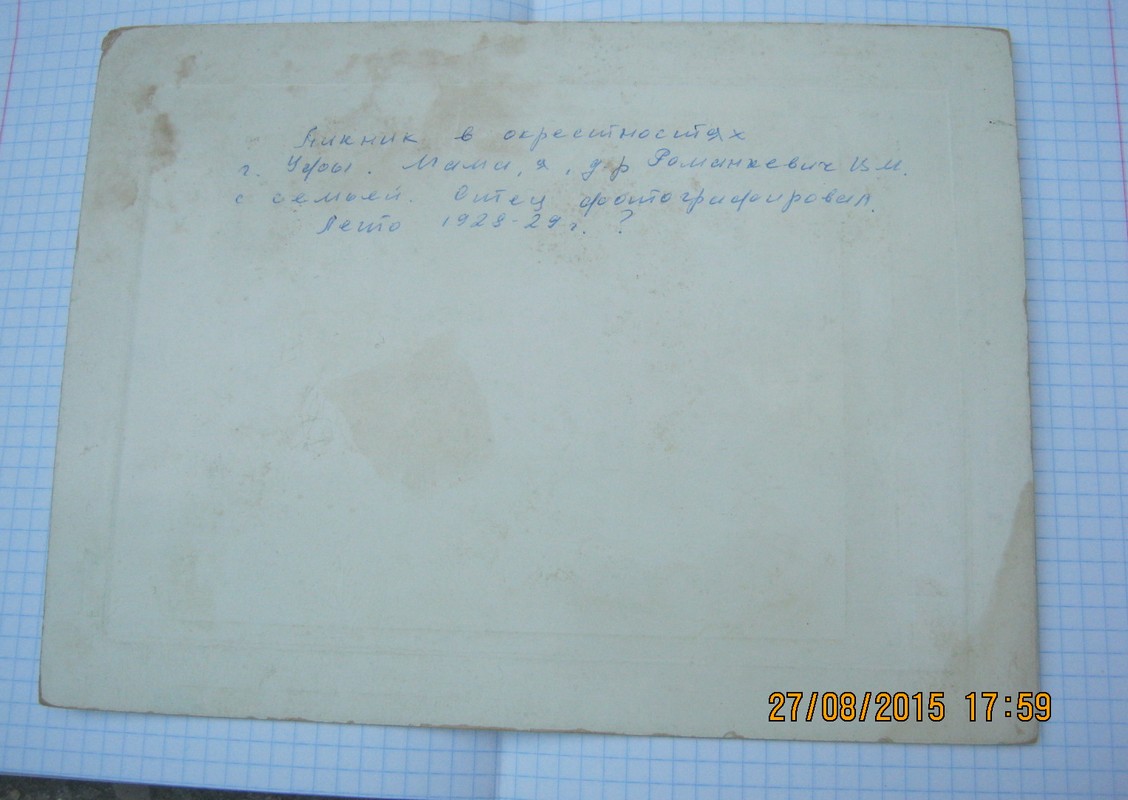 Пикник в окрестностях
г. Уфы. Мама, я, д-р Романкевич Ц.М.
с семьей. Отец фотографировал.
Лето 1928-29 г. ?
27/08/2015 17:59